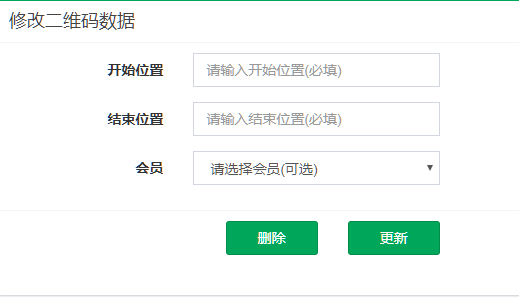 修改二维码数据
开始位置 请输入开始位置(必填)
结束位置 请输入结束位置(必填)
会员 请选择会员(可选)
删除 更新